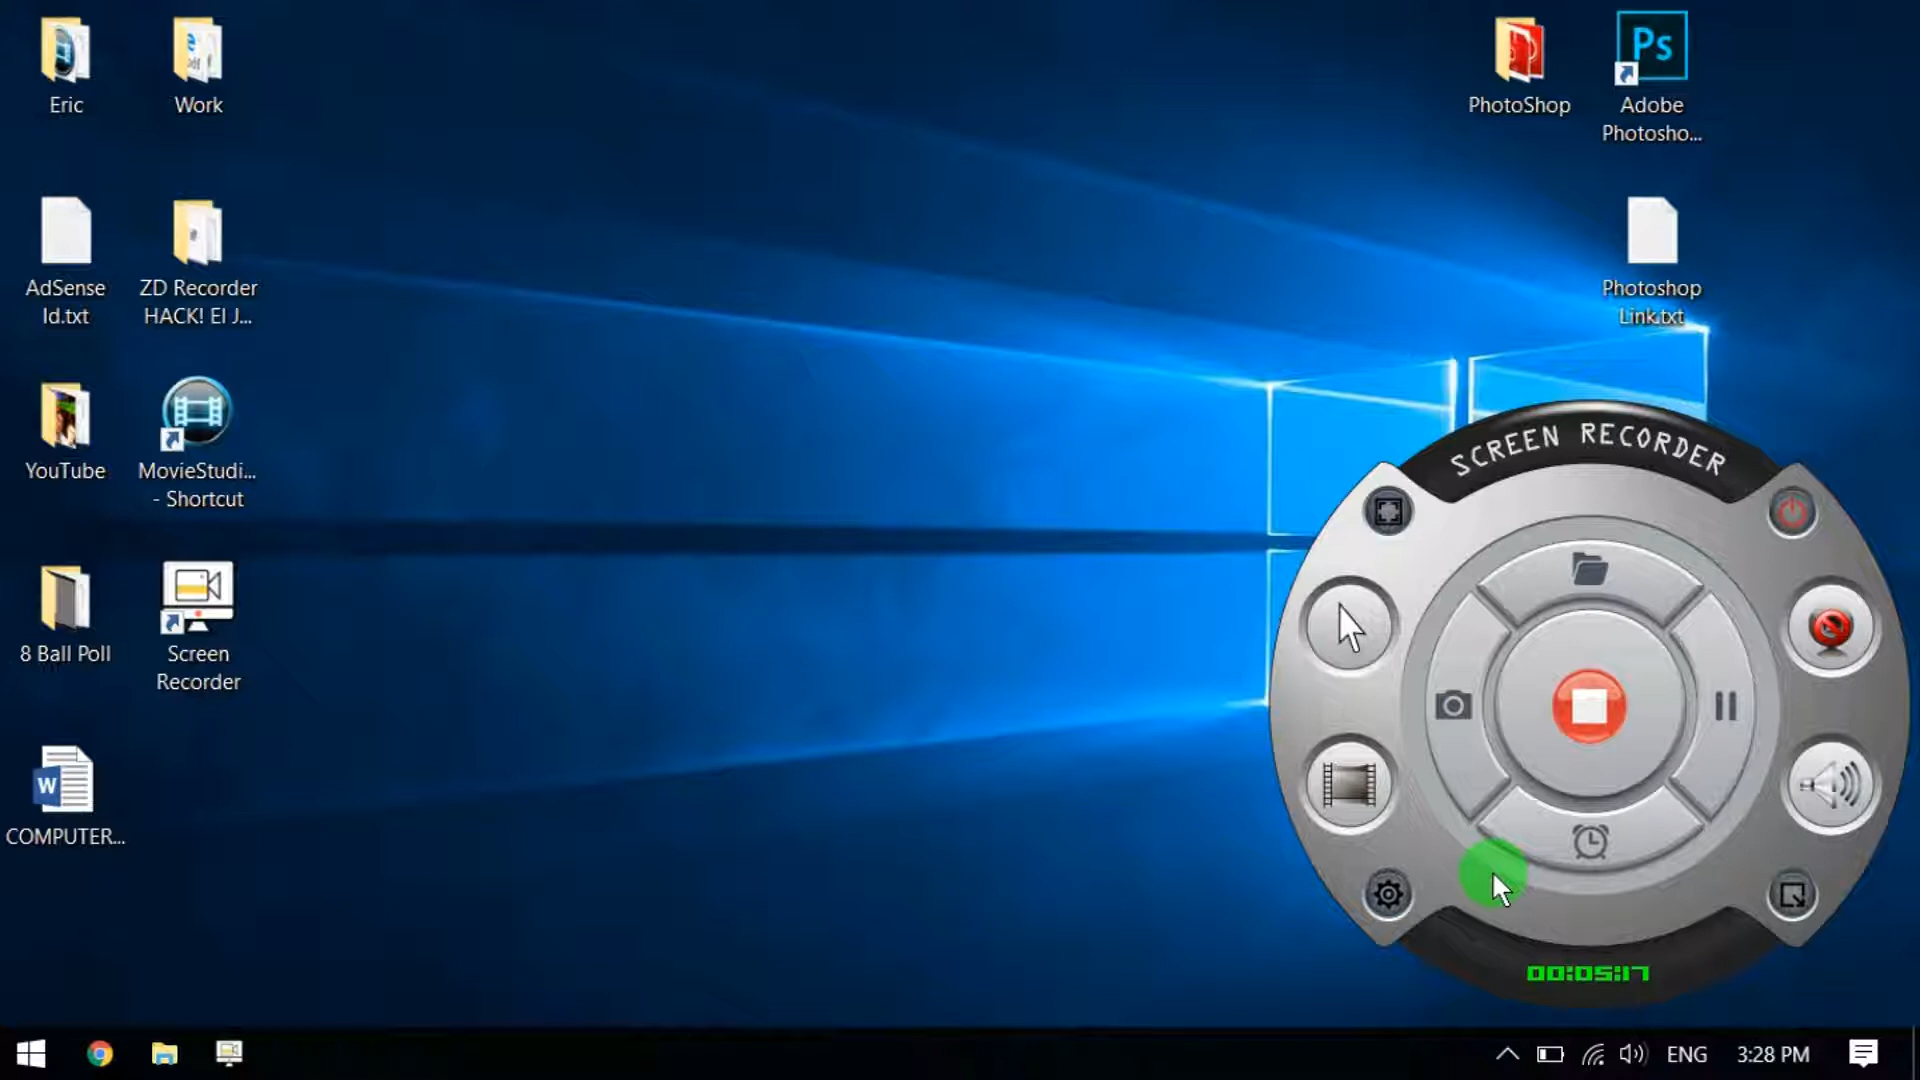 Eric
Work
PhotoShop
Ps
Adobe
Photosho...
AdSense
Id.txt
ZD Recorder
HACK! El J...
Photoshop
Link.txt
YouTube
MovieStudi...
- Shortcut
SCREEN RECORDER
8 Ball Poll
Screen
Recorder
W
COMPUTER...
00:05:17
ENG
3:28 PM